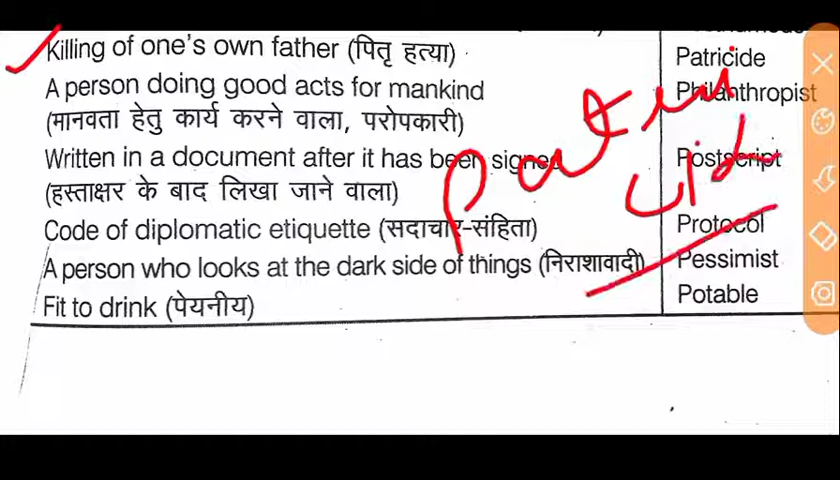 Killing of one's own father (पितृ हत्या) Patricide
A person doing good acts for mankind Philanthropist
(मानवता हेतु कार्य करने वाला, परोपकारी)
Written in a document after it has been signed Postscript
(हस्ताक्षर के बाद लिखा जाने वाला)
Code of diplomatic etiquette (सदाचार-संहिता) Protocol
A person who looks at the dark side of things (निराशावादी) Pessimist
Fit to drink (पेयनीय) Potable